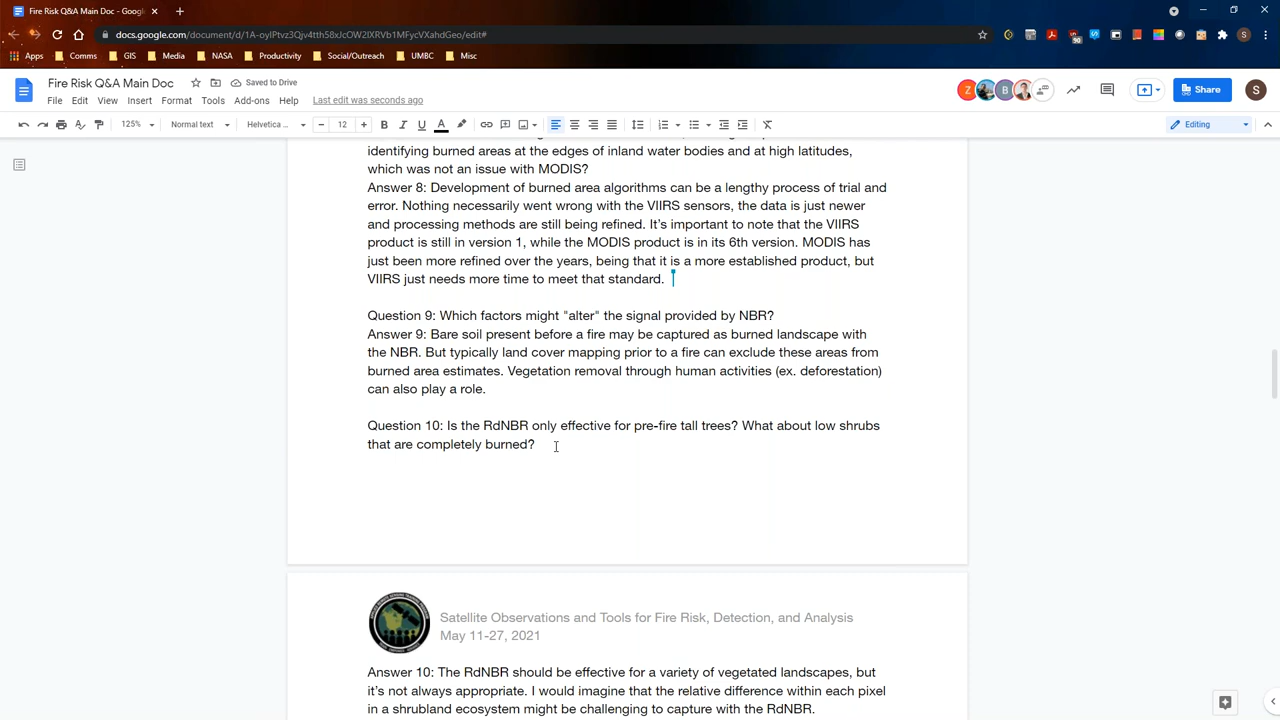 Fire Risk Q&A Main Doc - Googl
docs.google.com/document/d/1A-oylPtvz3Qjv4tth58xJcOW2lXRVb1MFycVXahdGeo/edit#
Apps Comms GIS Media NASA Productivity Social/Outreach UMBC Misc
Fire Risk Q&A Main Doc Saved to Drive
File Edit View Insert Format Tools Add-ons Help Last edit was seconds ago
Z B Share S
125% Normal text Helvetica ... 12 Editing
identifying burned areas at the edges of inland water bodies and at high latitudes,
which was not an issue with MODIS?
Answer 8: Development of burned area algorithms can be a lengthy process of trial and
error. Nothing necessarily went wrong with the VIIRS sensors, the data is just newer
and processing methods are still being refined. It's important to note that the VIIRS
product is still in version 1, while the MODIS product is in its 6th version. MODIS has
just been more refined over the years, being that it is a more established product, but
VIIRS just needs more time to meet that standard.
Question 9: Which factors might "alter" the signal provided by NBR?
Answer 9: Bare soil present before a fire may be captured as burned landscape with
the NBR. But typically land cover mapping prior to a fire can exclude these areas from
burned area estimates. Vegetation removal through human activities (ex. deforestation)
can also play a role.
Question 10: Is the RdNBR only effective for pre-fire tall trees? What about low shrubs
that are completely burned?
Satellite Observations and Tools for Fire Risk, Detection, and Analysis
May 11-27, 2021
Answer 10: The RdNBR should be effective for a variety of vegetated landscapes, but
it's not always appropriate. I would imagine that the relative difference within each pixel
in a shrubland ecosystem might be challenging to capture with the RdNBR.